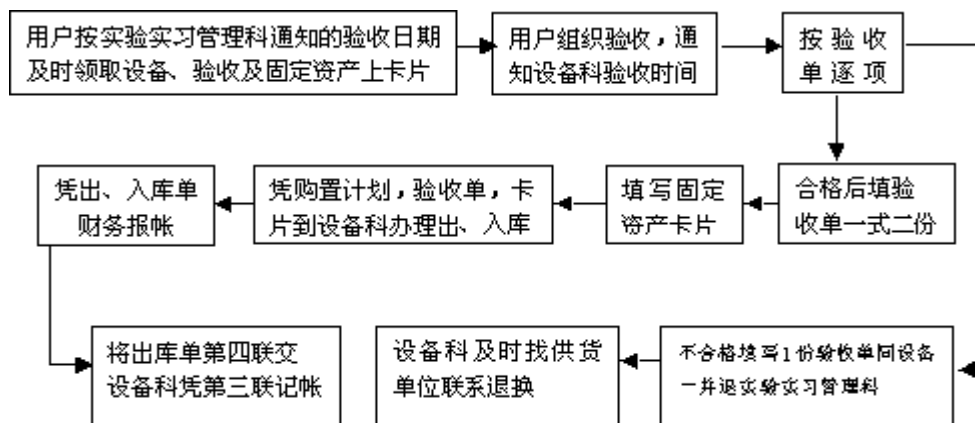 用户按实验实习管理科通知的验收日期
及时领取设备、验收及固定资产上卡片
用户组织验收，通
知设备科验收时间
按验收
单逐项
合格后填验
收单一式二份
填写固定
资产卡片
凭购置计划，验收单，卡
片到设备科办理出、入库
凭出、入库单
财务报帐
将出库单第四联交
设备科凭第三联记帐
设备科及时找供货
单位联系退换
不合格填写1份验收单同设备
一并退实验实习管理科